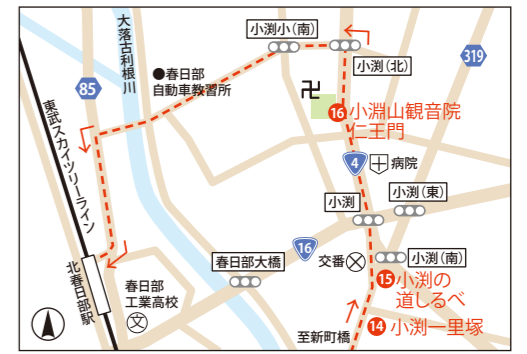 大落古利根川
小渕小(南)
小渕(北)
319
85
●春日部
自動車教習所
卍
16 小淵山観音院
仁王門
東武スカイツリーライン
4
病院
小渕
小渕(東)
16
春日部大橋
交番
小渕(南)
15 小渕の
道しるべ
北春日部駅
春日部
工業高校
文
至新町橋
14 小渕一里塚